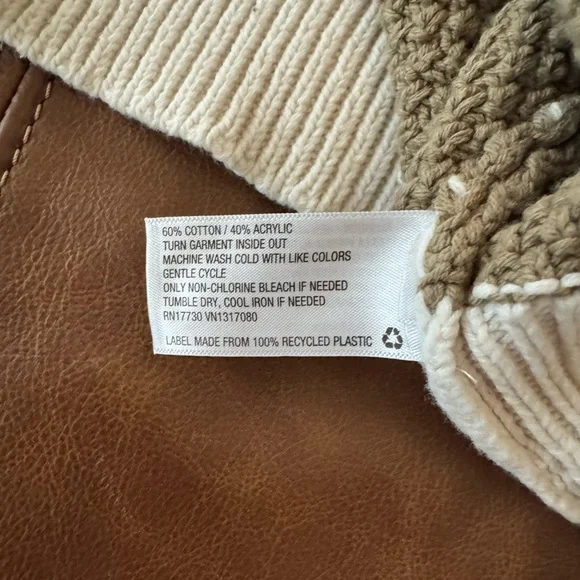 60% COTTON / 40% ACRYLIC
TURN GARMENT INSIDE OUT
MACHINE WASH COLD WITH LIKE COLORS
GENTLE CYCLE
ONLY NON-CHLORINE BLEACH IF NEEDED
TUMBLE DRY, COOL IRON IF NEEDED
RN17730 VN1317080
LABEL MADE FROM 100% RECYCLED PLASTIC